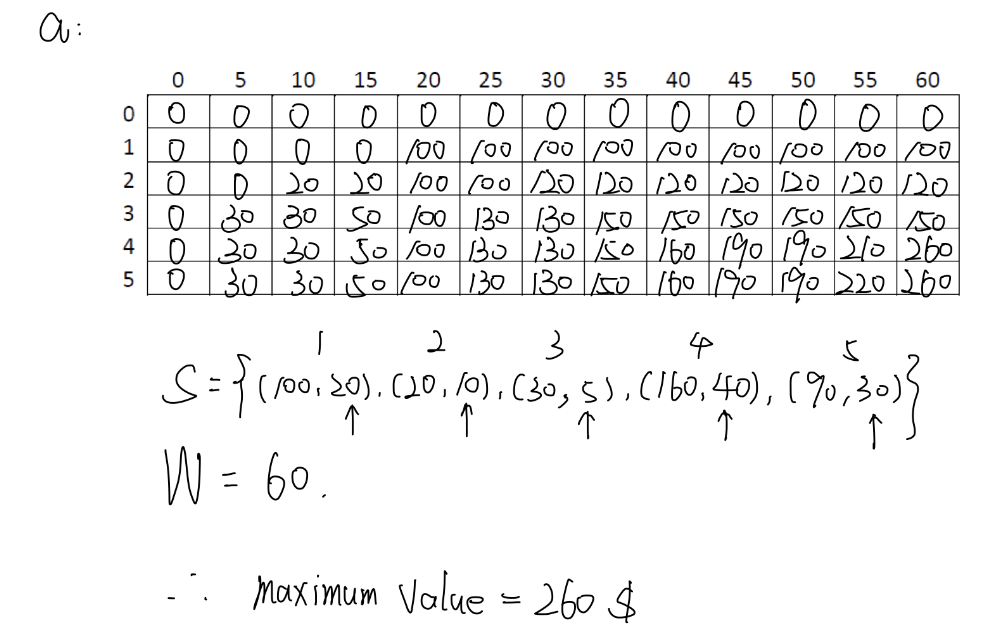 a:
0 5 10 15 20 25 30 35 40 45 50 55 60
0 0 0 0 0 0 0 0 0 0 0 0 0 0
1 0 0 0 0 100 100 100 100 100 100 100 100 100
2 0 0 20 20 100 100 120 120 120 120 120 120 120
3 0 30 30 50 100 130 130 150 150 150 150 150 150
4 0 30 30 50 100 130 130 150 160 190 190 210 260
5 0 30 30 50 100 130 130 150 160 190 190 220 260
1 2 3 4 5
S = {(100, 20), (20, 10), (30, 5), (160, 40), (90, 30)}
↑ ↑ ↑ ↑ ↑
W = 60.
∴ maximum value = 260 $